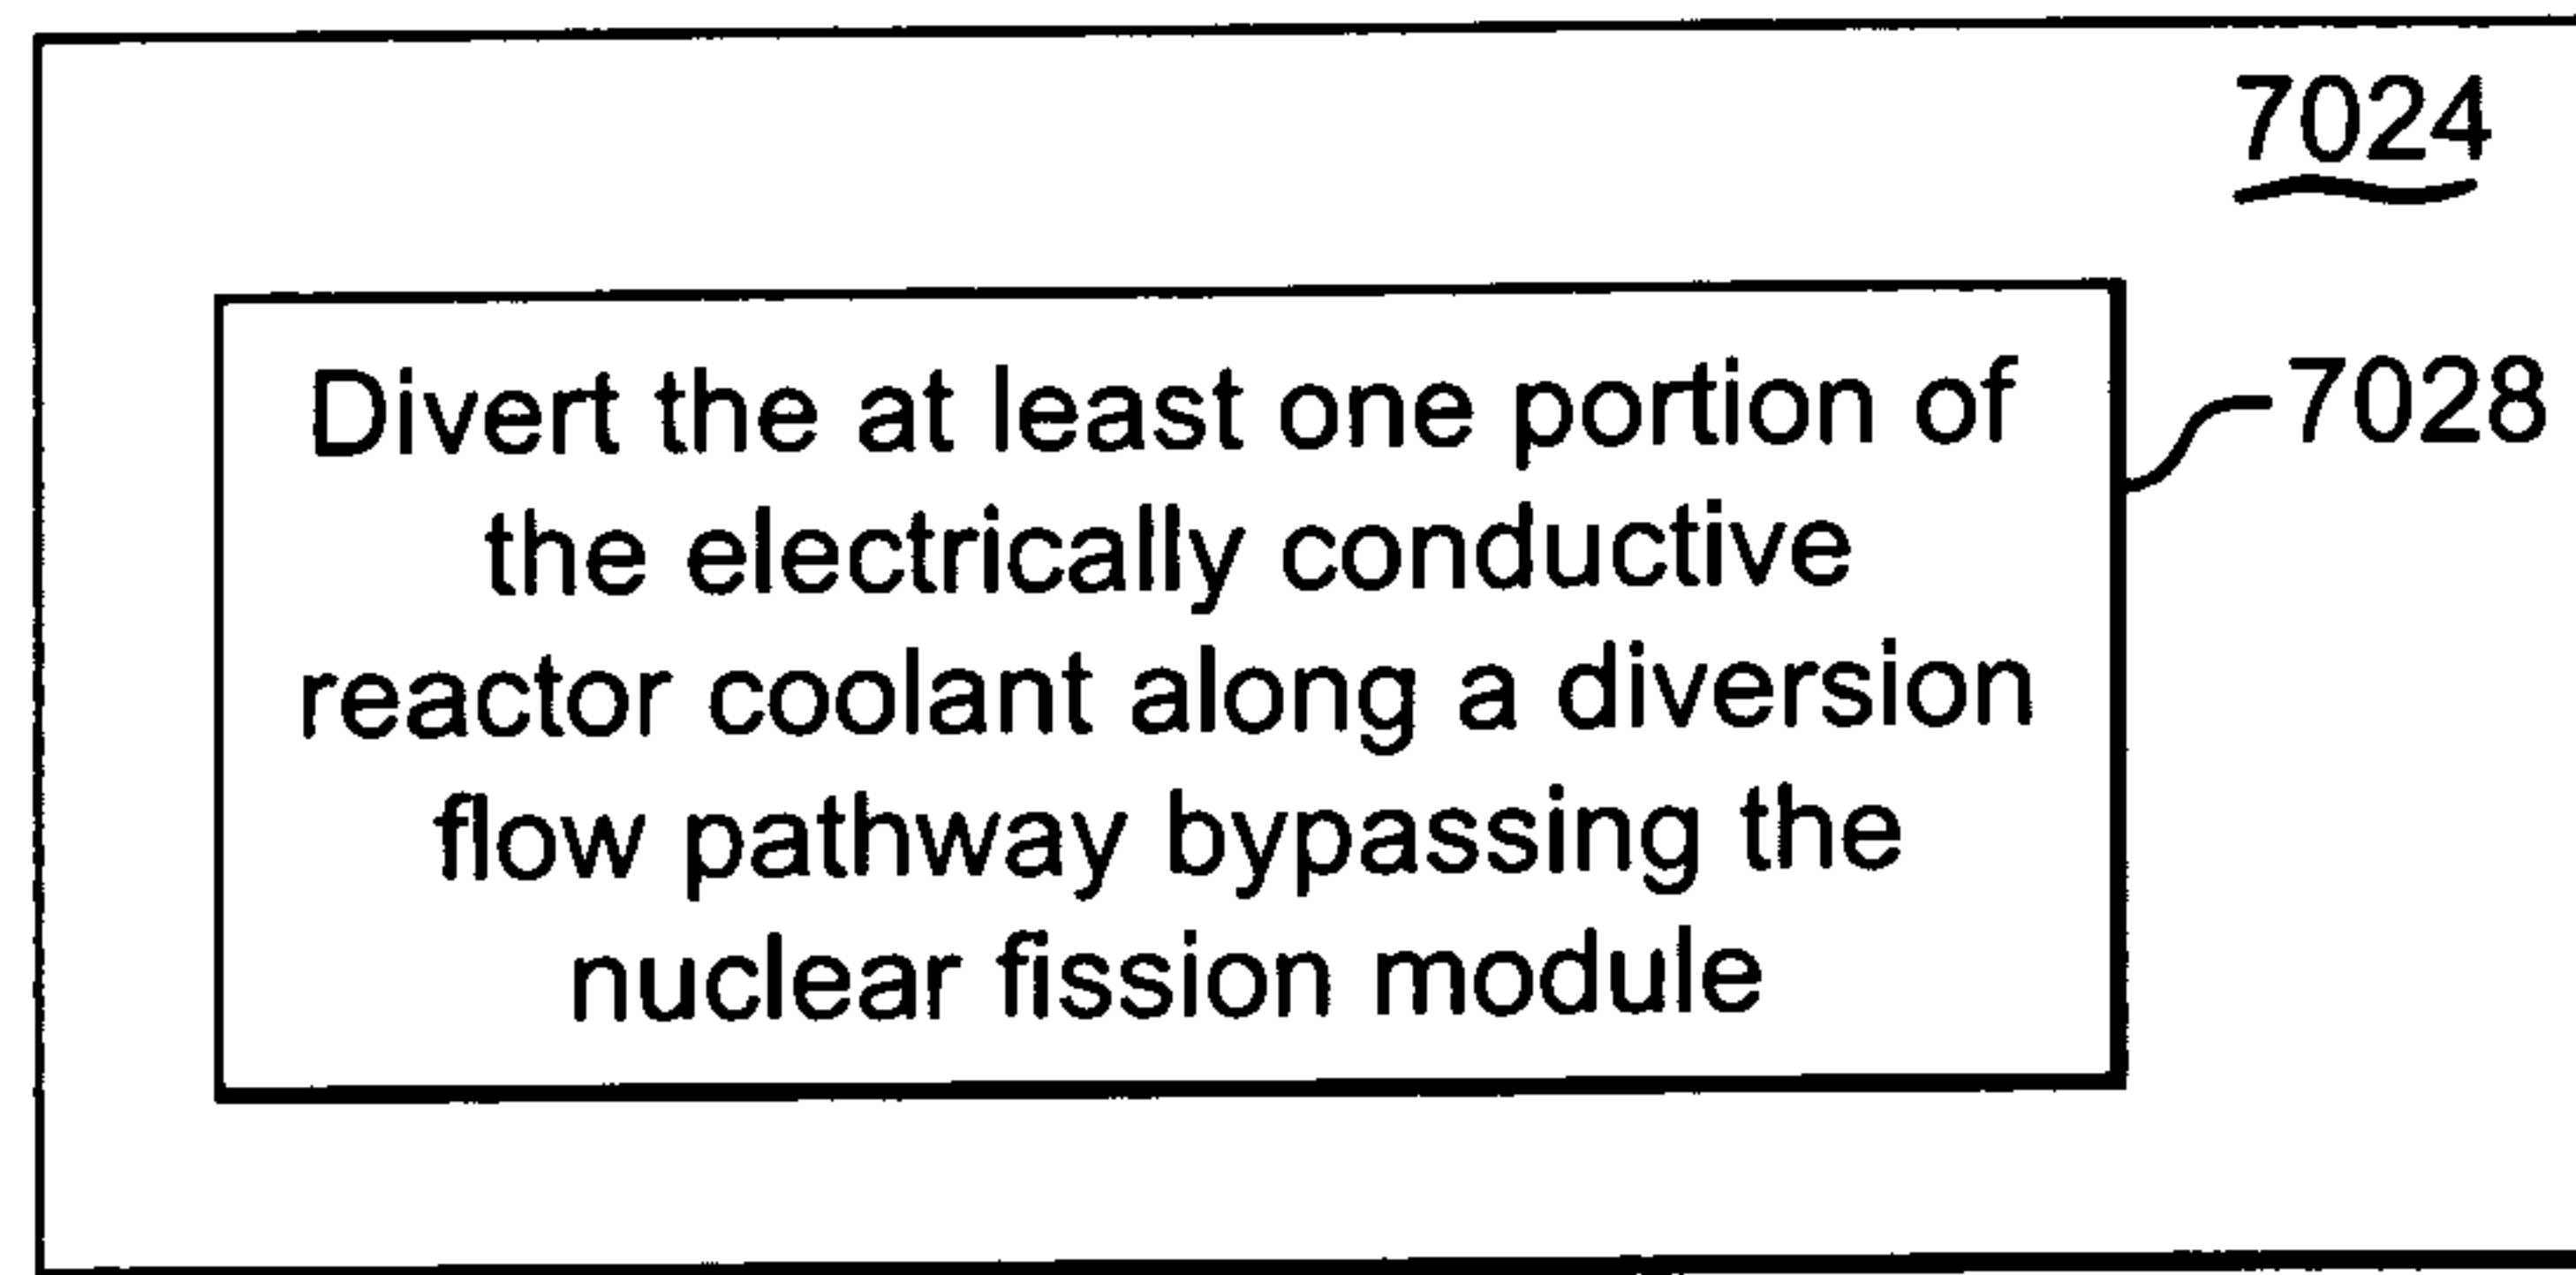 7024
Divert the at least one portion of
the electrically conductive
reactor coolant along a diversion
flow pathway bypassing the
nuclear fission module
7028